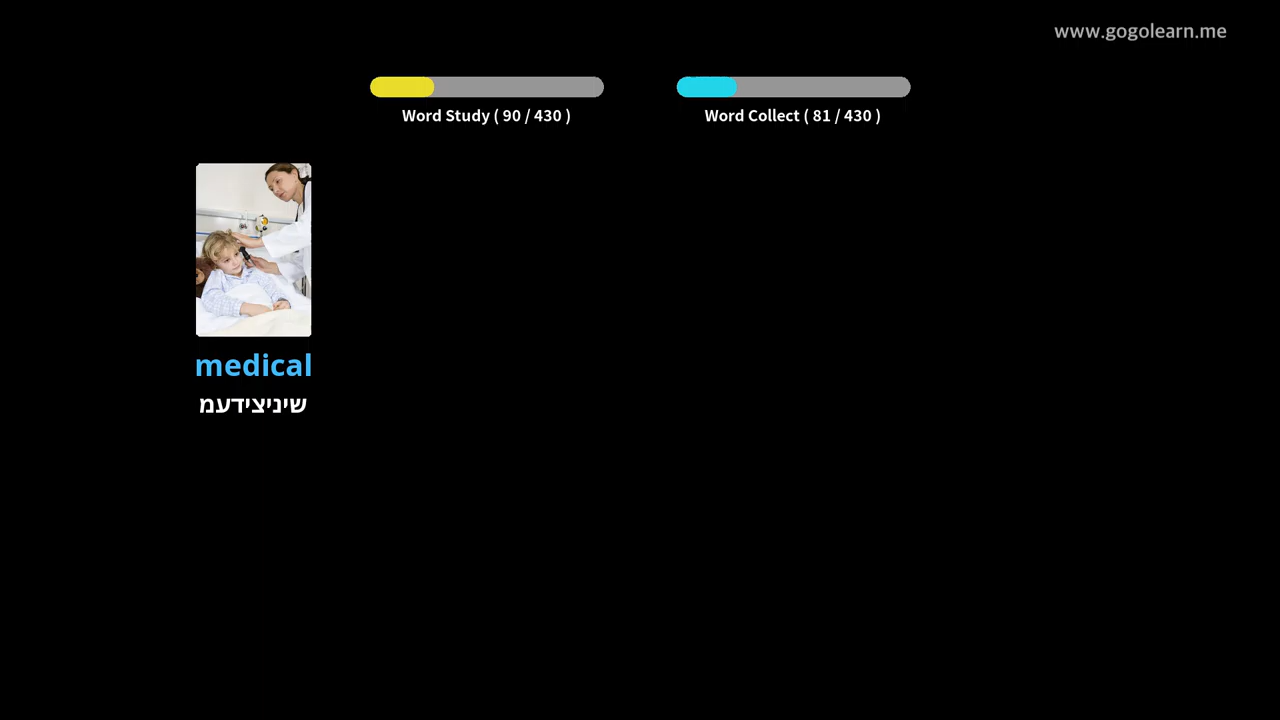 www.gogolearn.me
Word Study ( 90 / 430 )
Word Collect ( 81 / 430 )
medical
שיניצידעמ